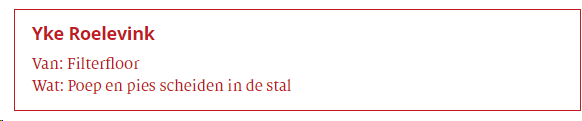 Yke Roelevink
Van: Filterfloor
Wat: Poep en pies scheiden in de stal